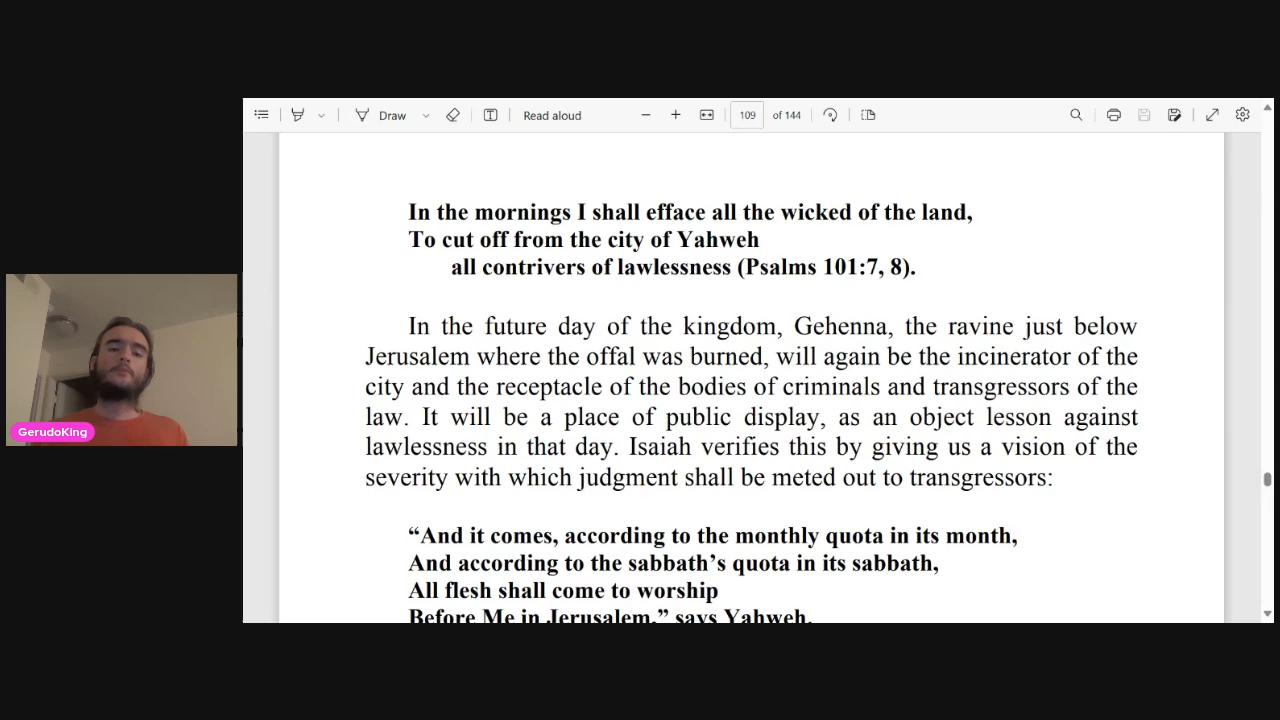 Draw
Read aloud
109 of 144
In the mornings I shall efface all the wicked of the land,
To cut off from the city of Yahweh
all contrivers of lawlessness (Psalms 101:7, 8).
In the future day of the kingdom, Gehenna, the ravine just below
Jerusalem where the offal was burned, will again be the incinerator of the
city and the receptacle of the bodies of criminals and transgressors of the
law. It will be a place of public display, as an object lesson against
lawlessness in that day. Isaiah verifies this by giving us a vision of the
severity with which judgment shall be meted out to transgressors:
“And it comes, according to the monthly quota in its month,
And according to the sabbath’s quota in its sabbath,
All flesh shall come to worship
Before Me in Jerusalem,” says Yahweh.
GerudoKing